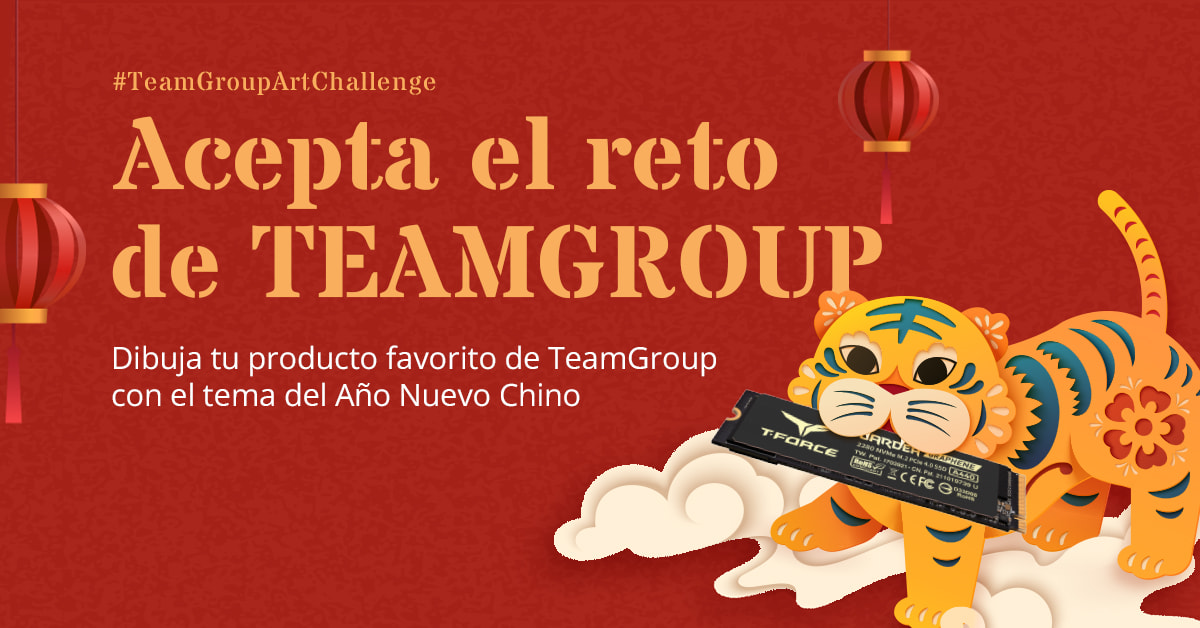 #TeamGroupArtChallenge
Acepta el reto
de TEAMGROUP
Dibuja tu producto favorito de TeamGroup
con el tema del Año Nuevo Chino
T-FORCE
GRAPHENE
2280 NVMe M.2 PCIe 4.0 SSD A440
RoHS